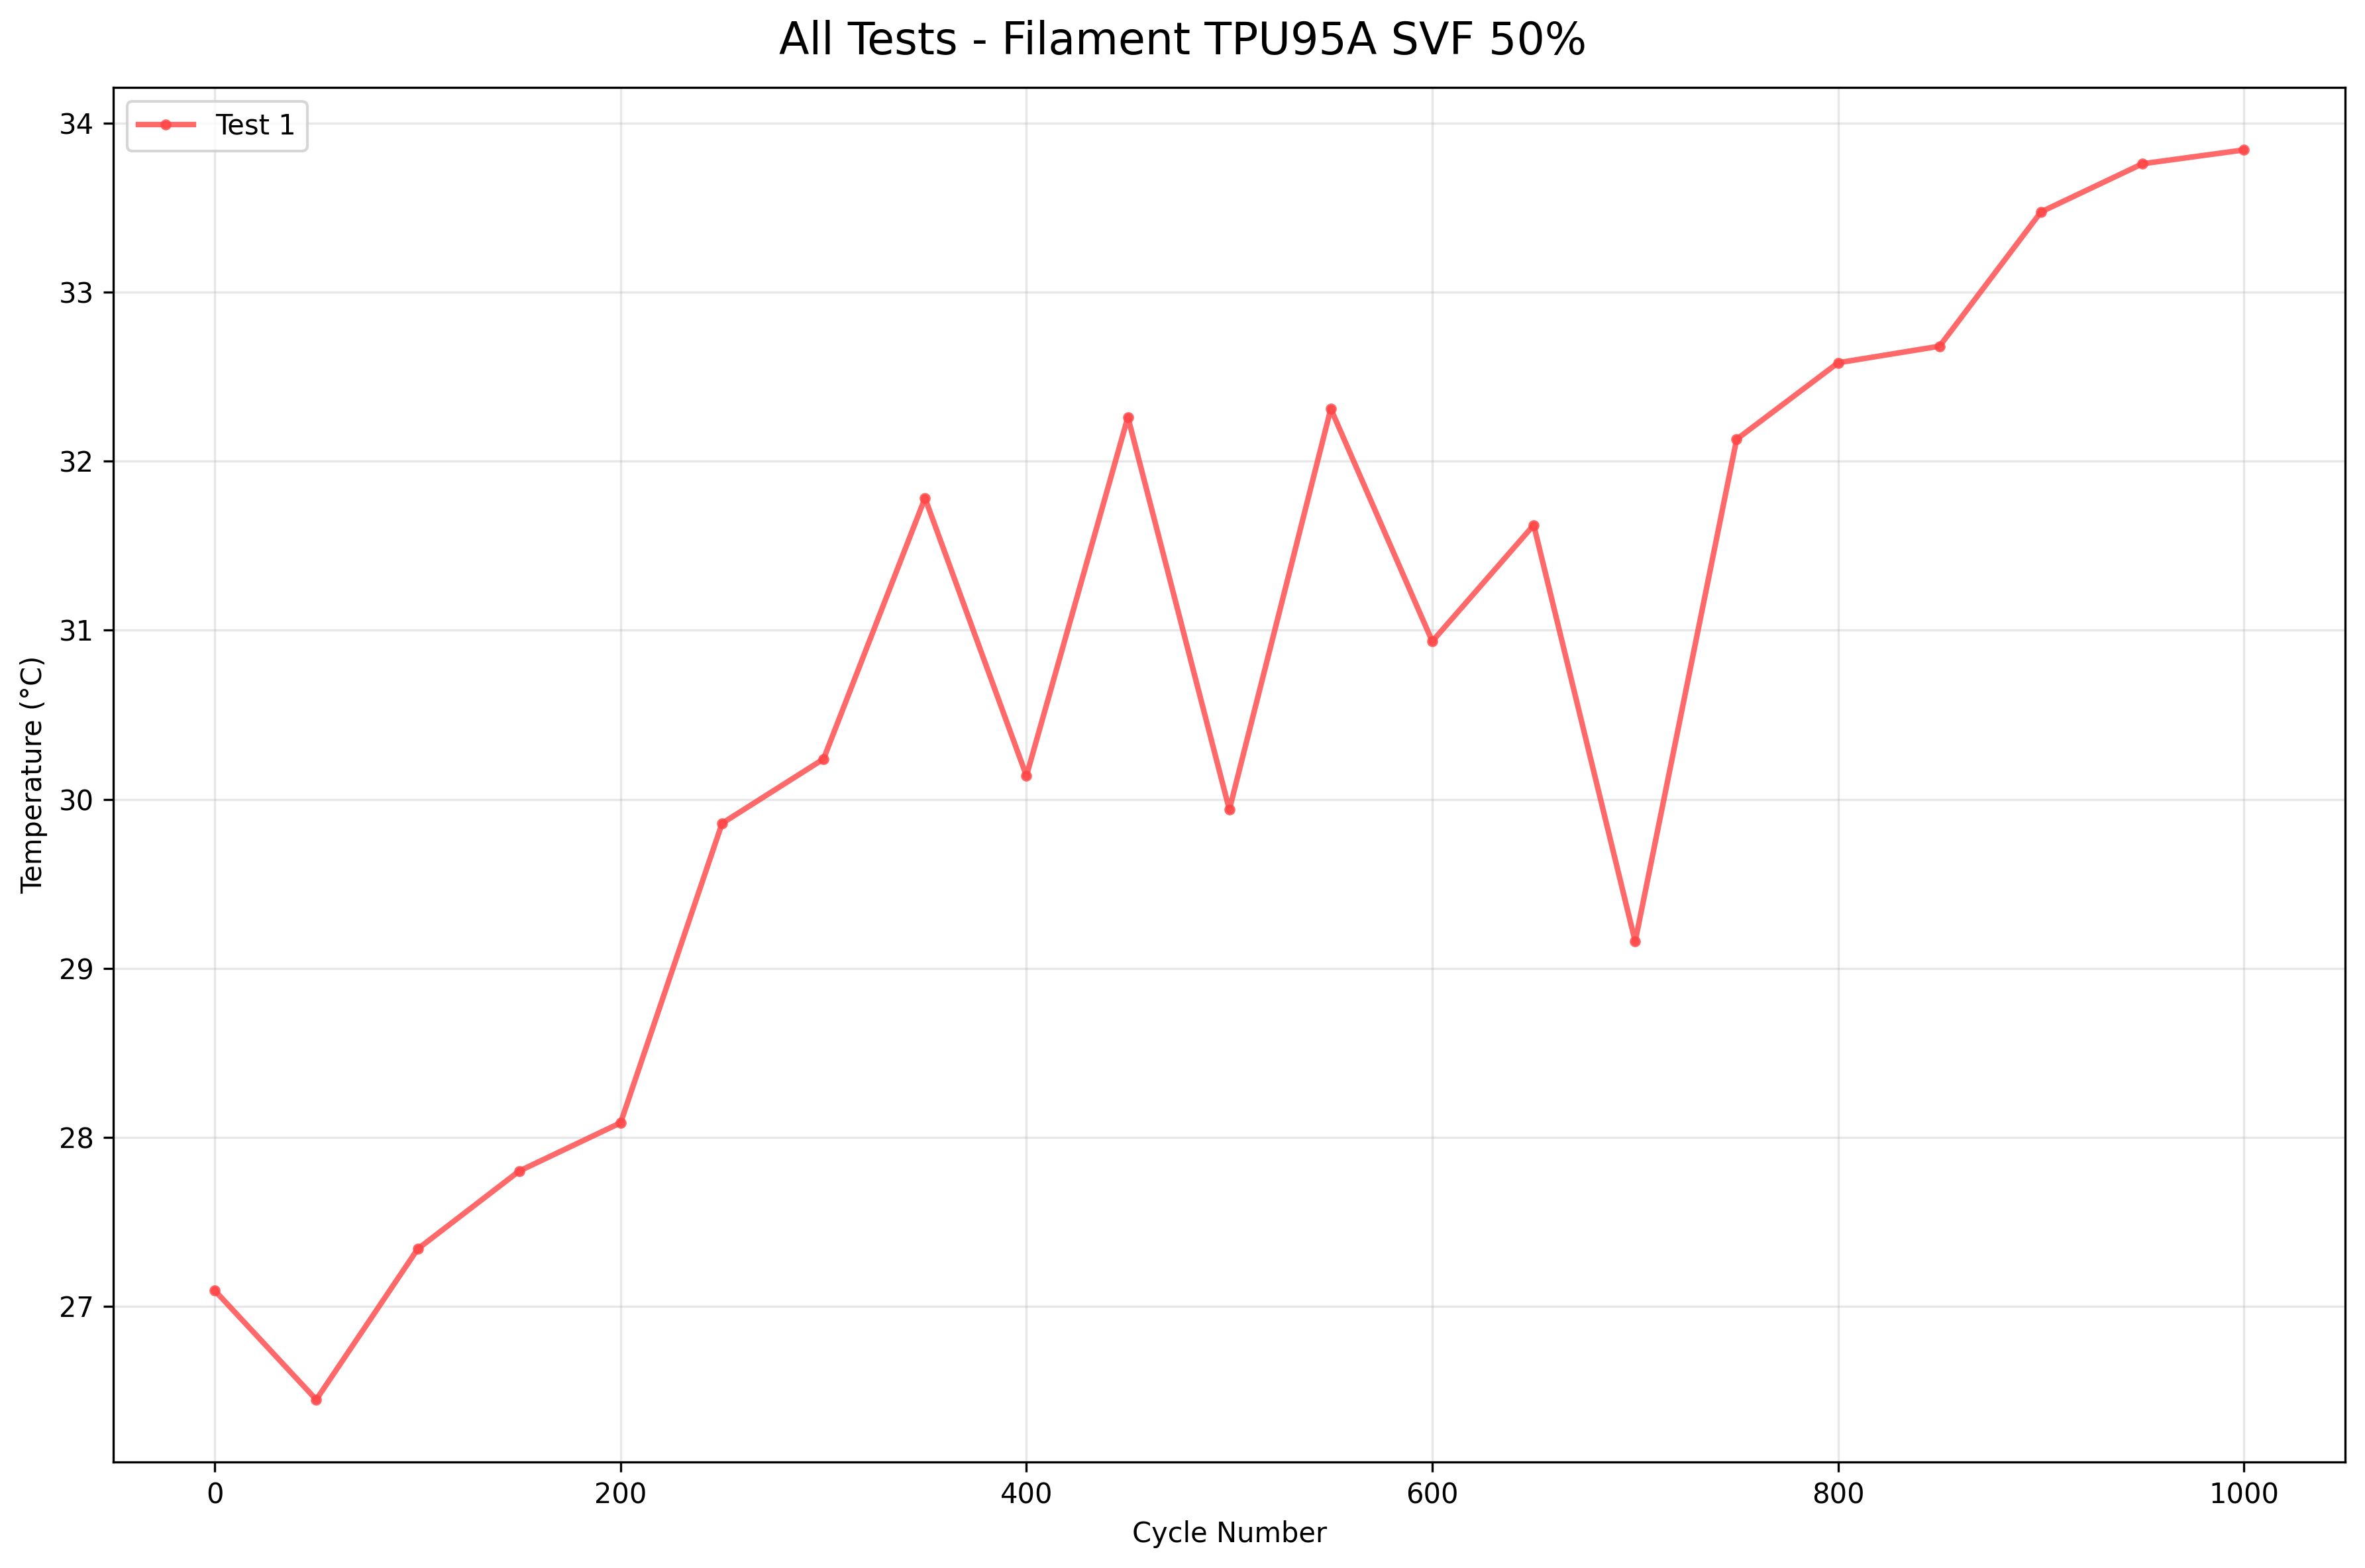 All Tests - Filament TPU95A SVF 50%
Test 1
34
33
32
31
30
29
28
27
Temperature (°C)
0 200 400 600 800 1000
Cycle Number